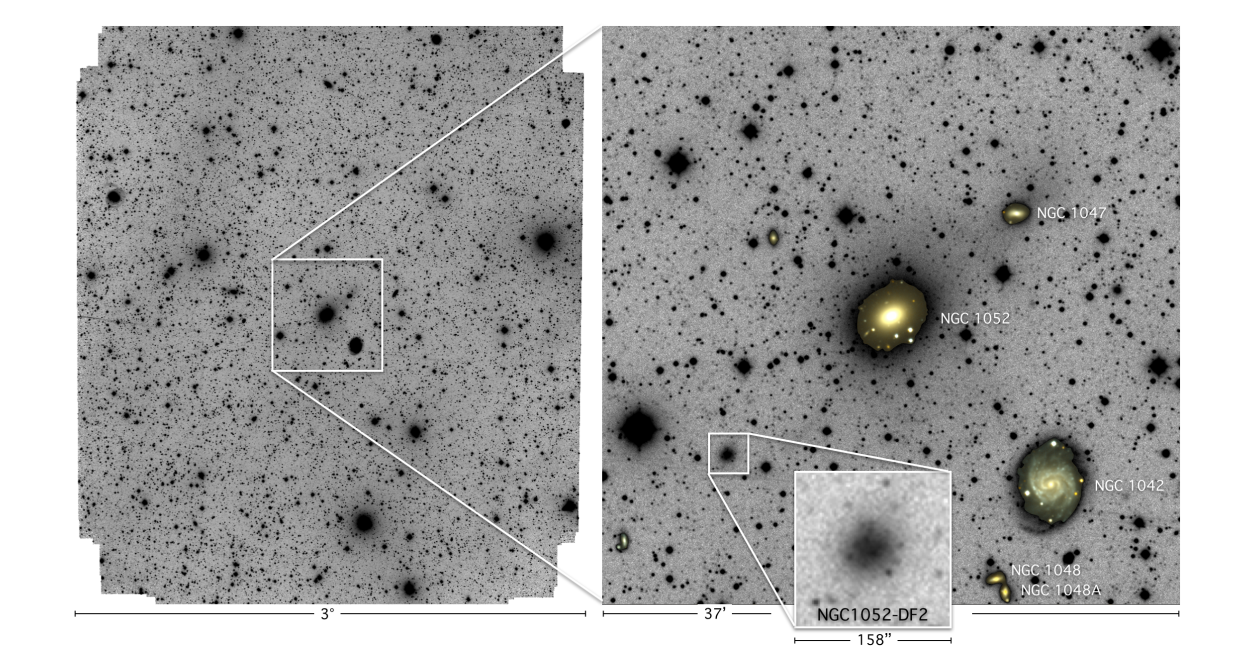 NGC 1047
NGC 1052
NGC 1042
NGC 1048
NGC 1048A
NGC1052-DF2
3°
37'
158”